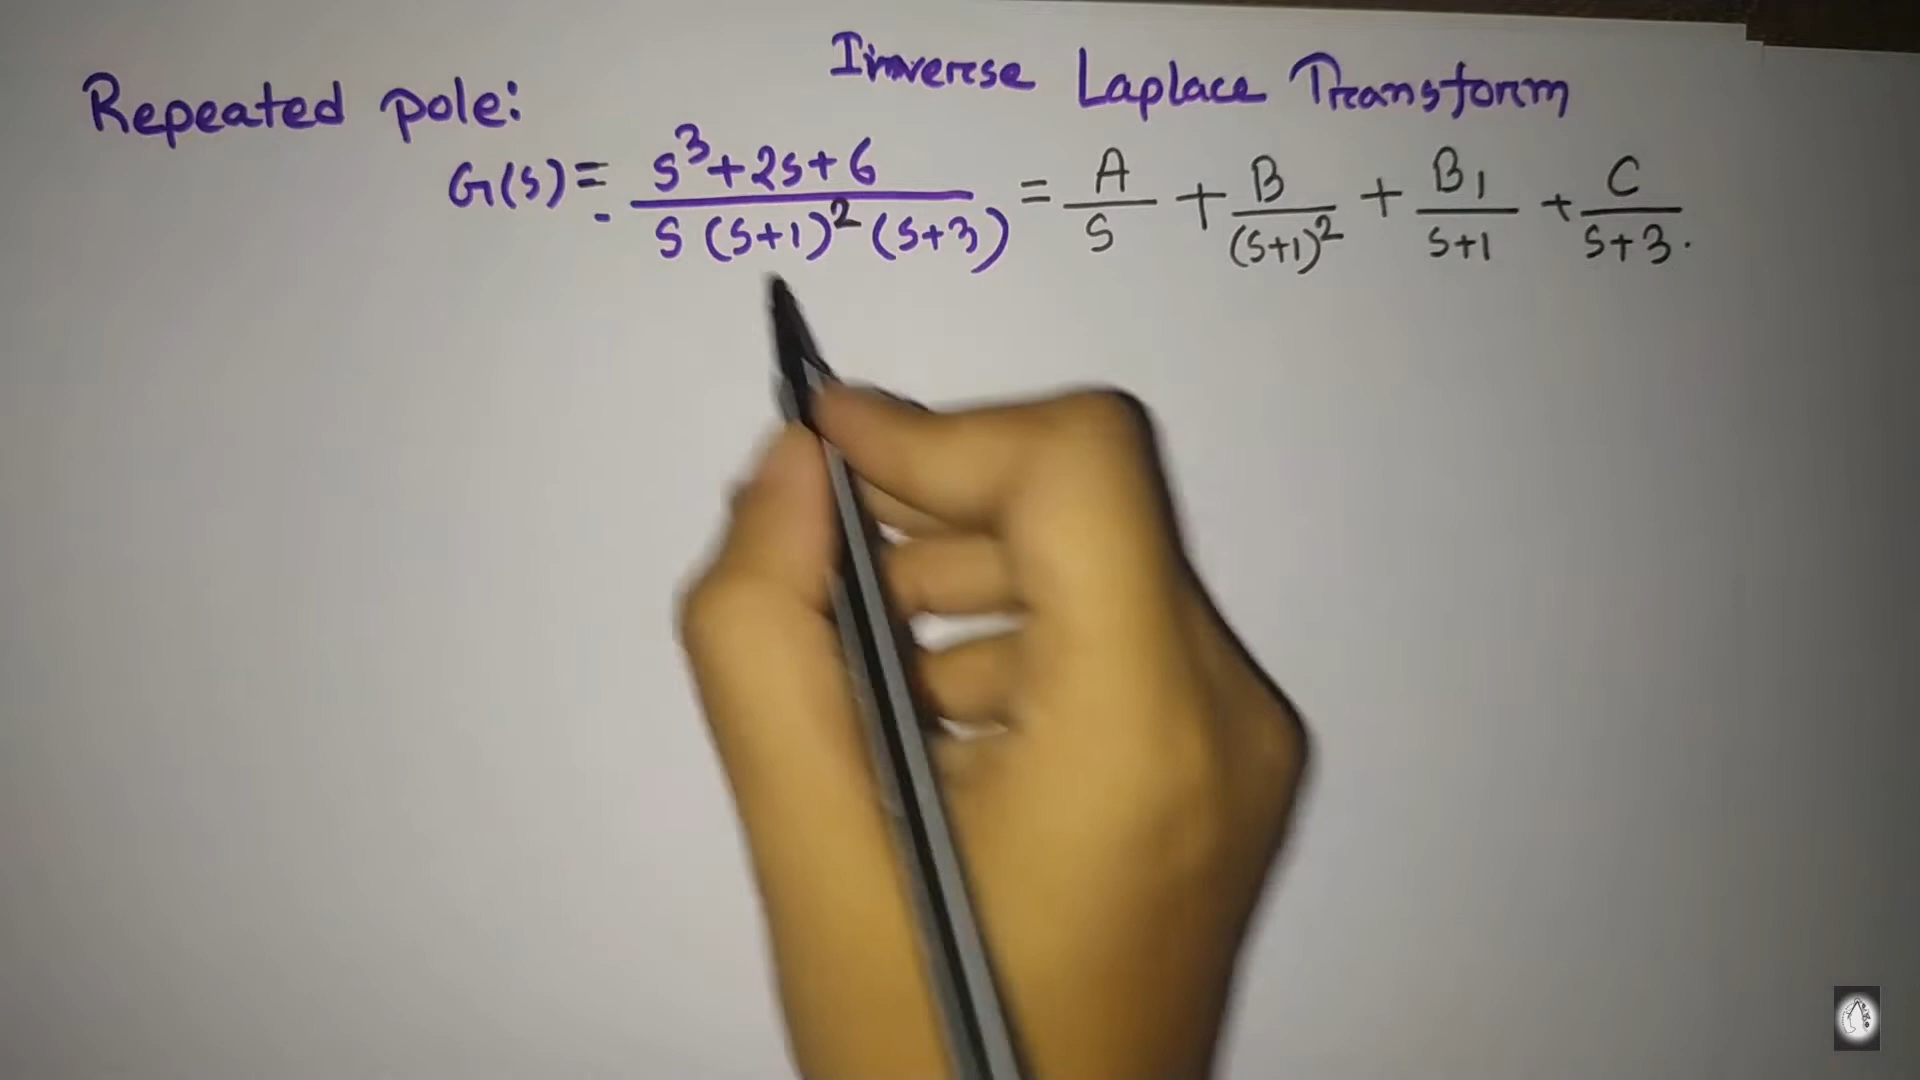 Inverse Laplace Transform
Repeated pole:
G(s) = s³+2s+6 / s(s+1)²(s+3) = A/s + B/(s+1)² + B₁/s+1 + C/s+3.